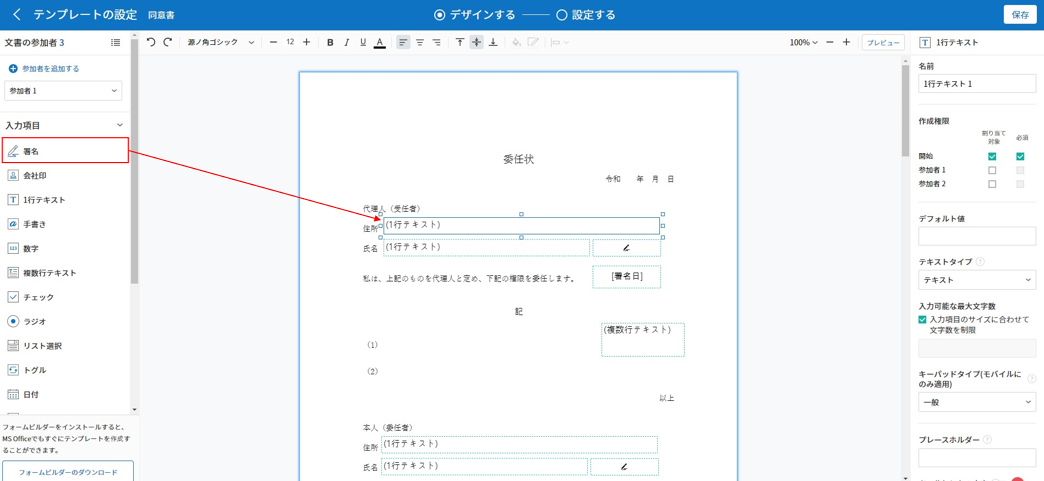 テンプレートの設定 同意書 デザインする 設定する 保存
文書の参加者 3
参加者を追加する
参加者 1
入力項目
署名
会社印
1行テキスト
手書き
数字
複数行テキスト
チェック
ラジオ
リスト選択
トグル
日付
フォームビルダーをインストールすると、
MS Officeでもすぐにテンプレートを作成す
ることができます。
フォームビルダーのダウンロード
源ノ角ゴシック 12 B I U A 100% プレビュー
委任状
令和 年 月 日
代理人（受任者）
住所 (1行テキスト)
氏名 (1行テキスト)
私は、上記のものを代理人と定め、下記の権限を委任します。 [署名日]
記
(複数行テキスト)
（1）
（2）
以上
本人（委任者）
住所 (1行テキスト)
氏名 (1行テキスト)
T 1行テキスト
名前
1行テキスト 1
作成権限
割り当て
対象 必須
開始
参加者 1
参加者 2
デフォルト値
テキストタイプ ?
テキスト
入力可能な最大文字数
入力項目のサイズに合わせて
文字数を制限
キーパッドタイプ(モバイルに
のみ適用) ?
一般
プレースホルダー ?